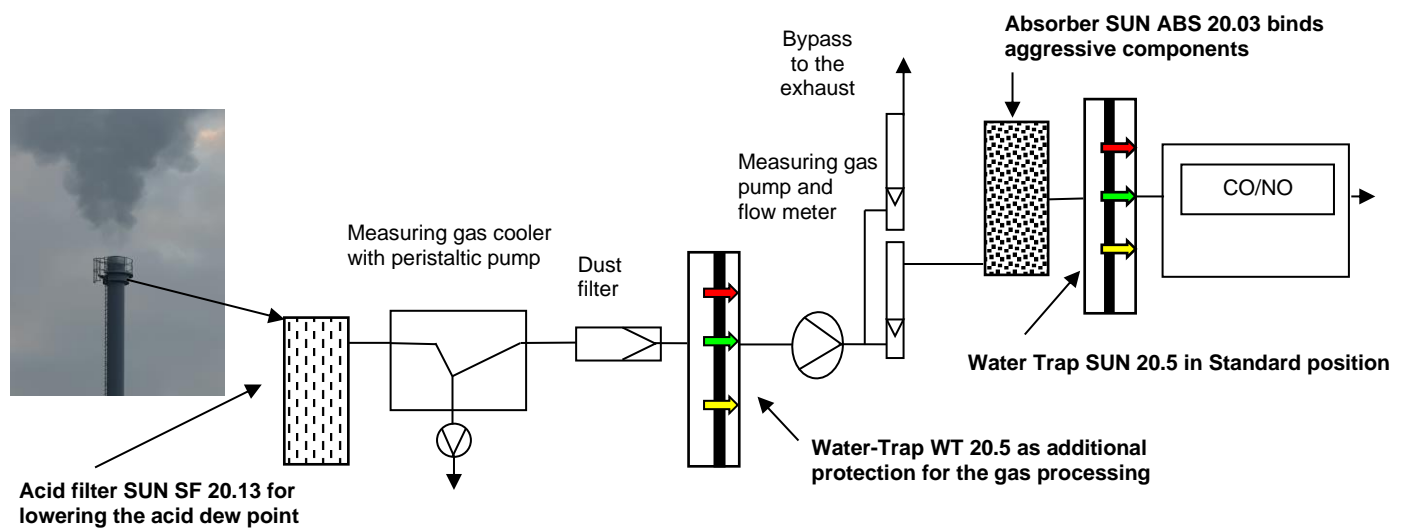 Absorber SUN ABS 20.03 binds
aggressive components
Bypass
to the
exhaust
Measuring gas
pump and
flow meter
CO/NO
Measuring gas cooler
with peristaltic pump
Dust
filter
Water Trap SUN 20.5 in Standard position
Water-Trap WT 20.5 as additional
protection for the gas processing
Acid filter SUN SF 20.13 for
lowering the acid dew point